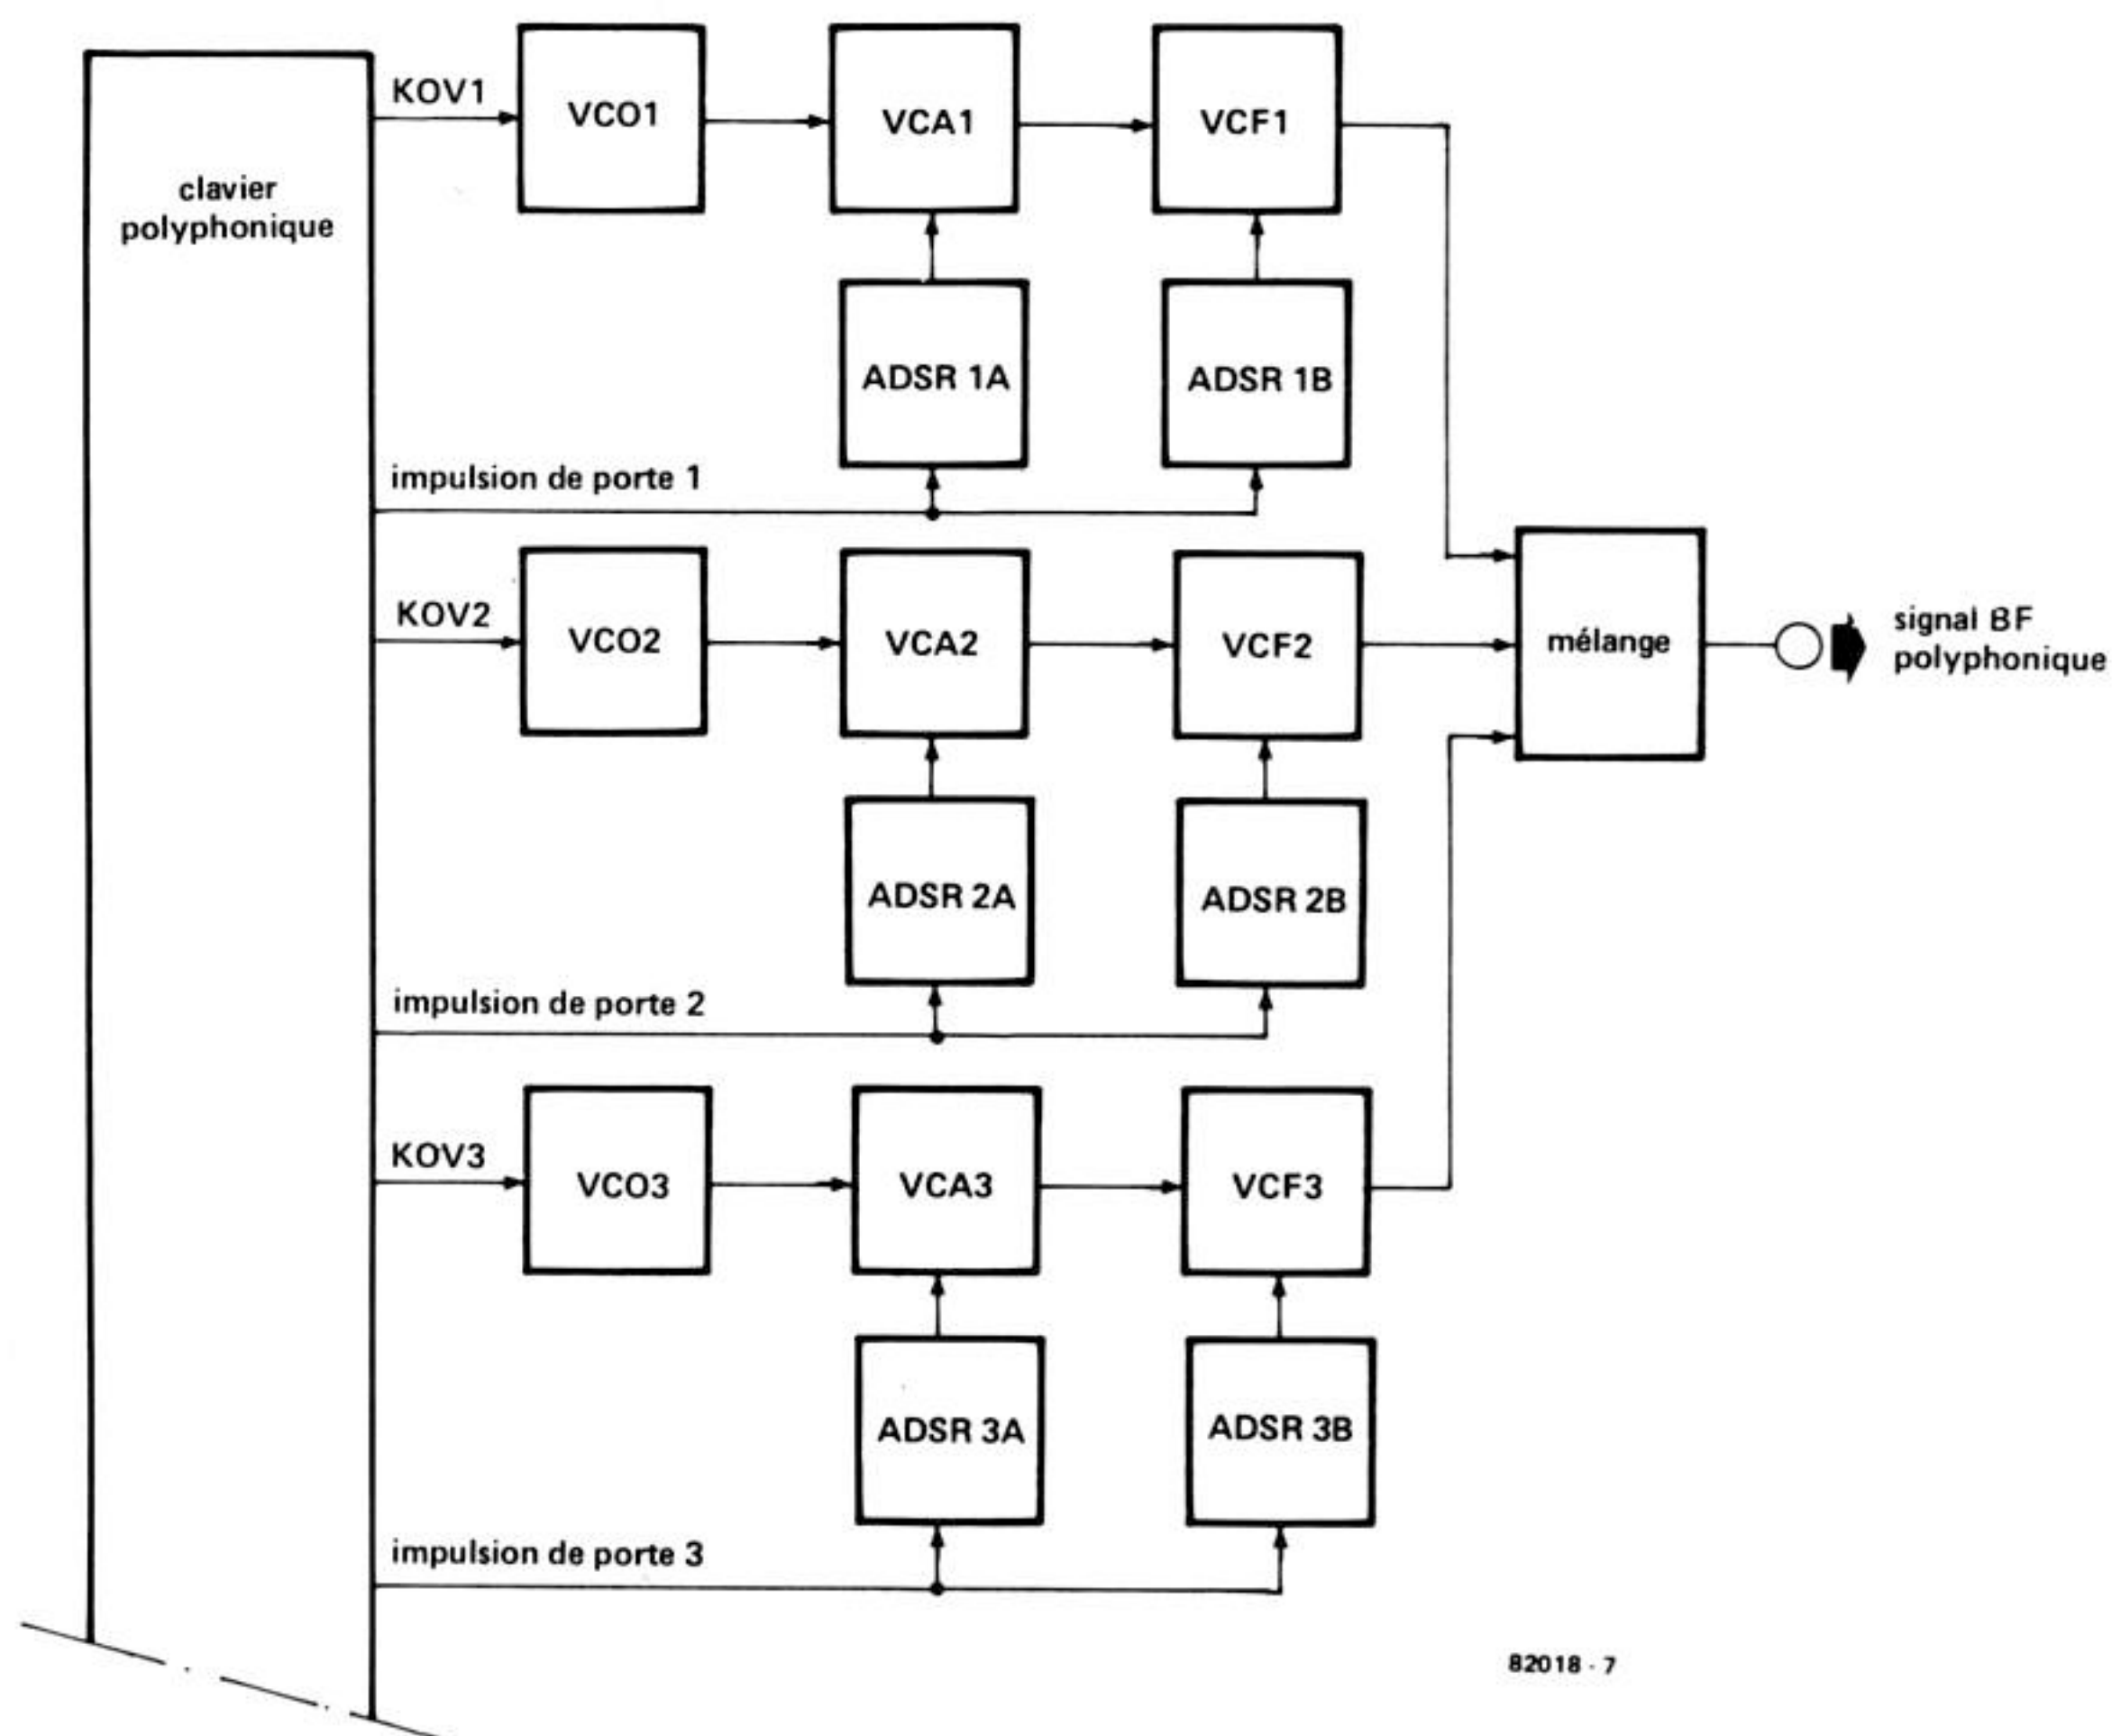 KOV1
VCO1
VCA1
VCF1
clavier
polyphonique
ADSR 1A
ADSR 1B
impulsion de porte 1
KOV2
VCO2
VCA2
VCF2
mélange
signal BF
polyphonique
ADSR 2A
ADSR 2B
impulsion de porte 2
KOV3
VCO3
VCA3
VCF3
ADSR 3A
ADSR 3B
impulsion de porte 3
82018 - 7